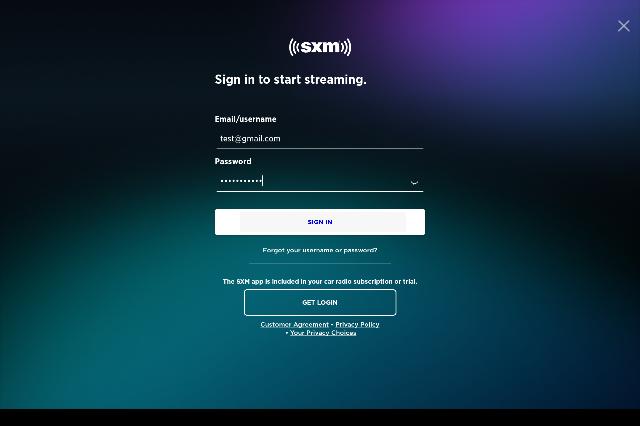 sxm
Sign in to start streaming.
Email/username
test@gmail.com
Password
•••••••••••
SIGN IN
Forgot your username or password?
The SXM app is included in your car radio subscription or trial.
GET LOGIN
Customer Agreement • Privacy Policy
• Your Privacy Choices